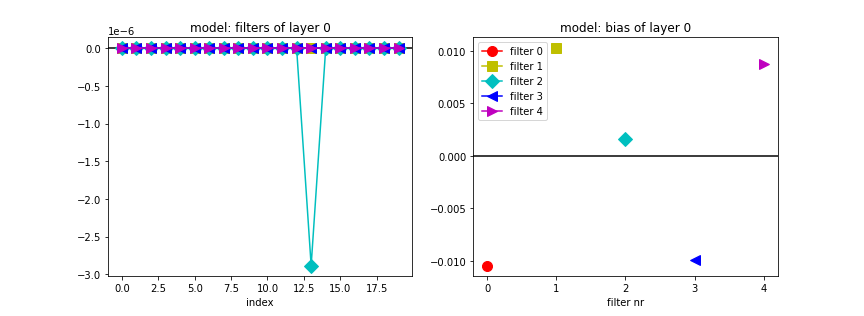 model: filters of layer 0
1e−6
0.0
−0.5
−1.0
−1.5
−2.0
−2.5
−3.0
0.0 2.5 5.0 7.5 10.0 12.5 15.0 17.5
index
model: bias of layer 0
0.010
0.005
0.000
−0.005
−0.010
filter 0
filter 1
filter 2
filter 3
filter 4
0 1 2 3 4
filter nr